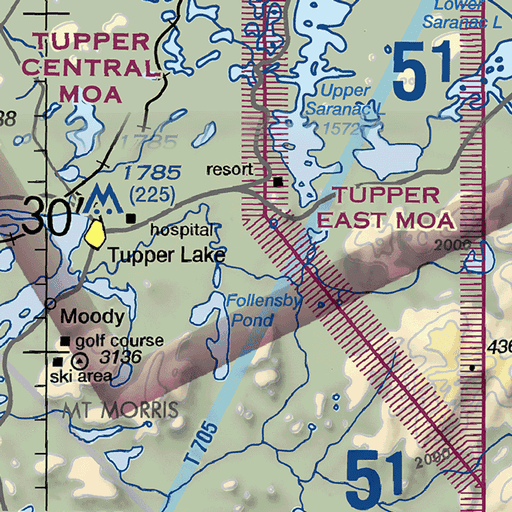 Lower
Saranac L
TUPPER
CENTRAL
MOA
51
Upper
Saranac L
1572
1785
resort
1785
(225)
TUPPER
EAST MOA
30'
hospital
2000
Tupper Lake
Follensby
Pond
Moody
golf course
3136
ski area
436
MT MORRIS
T 705
2000
51